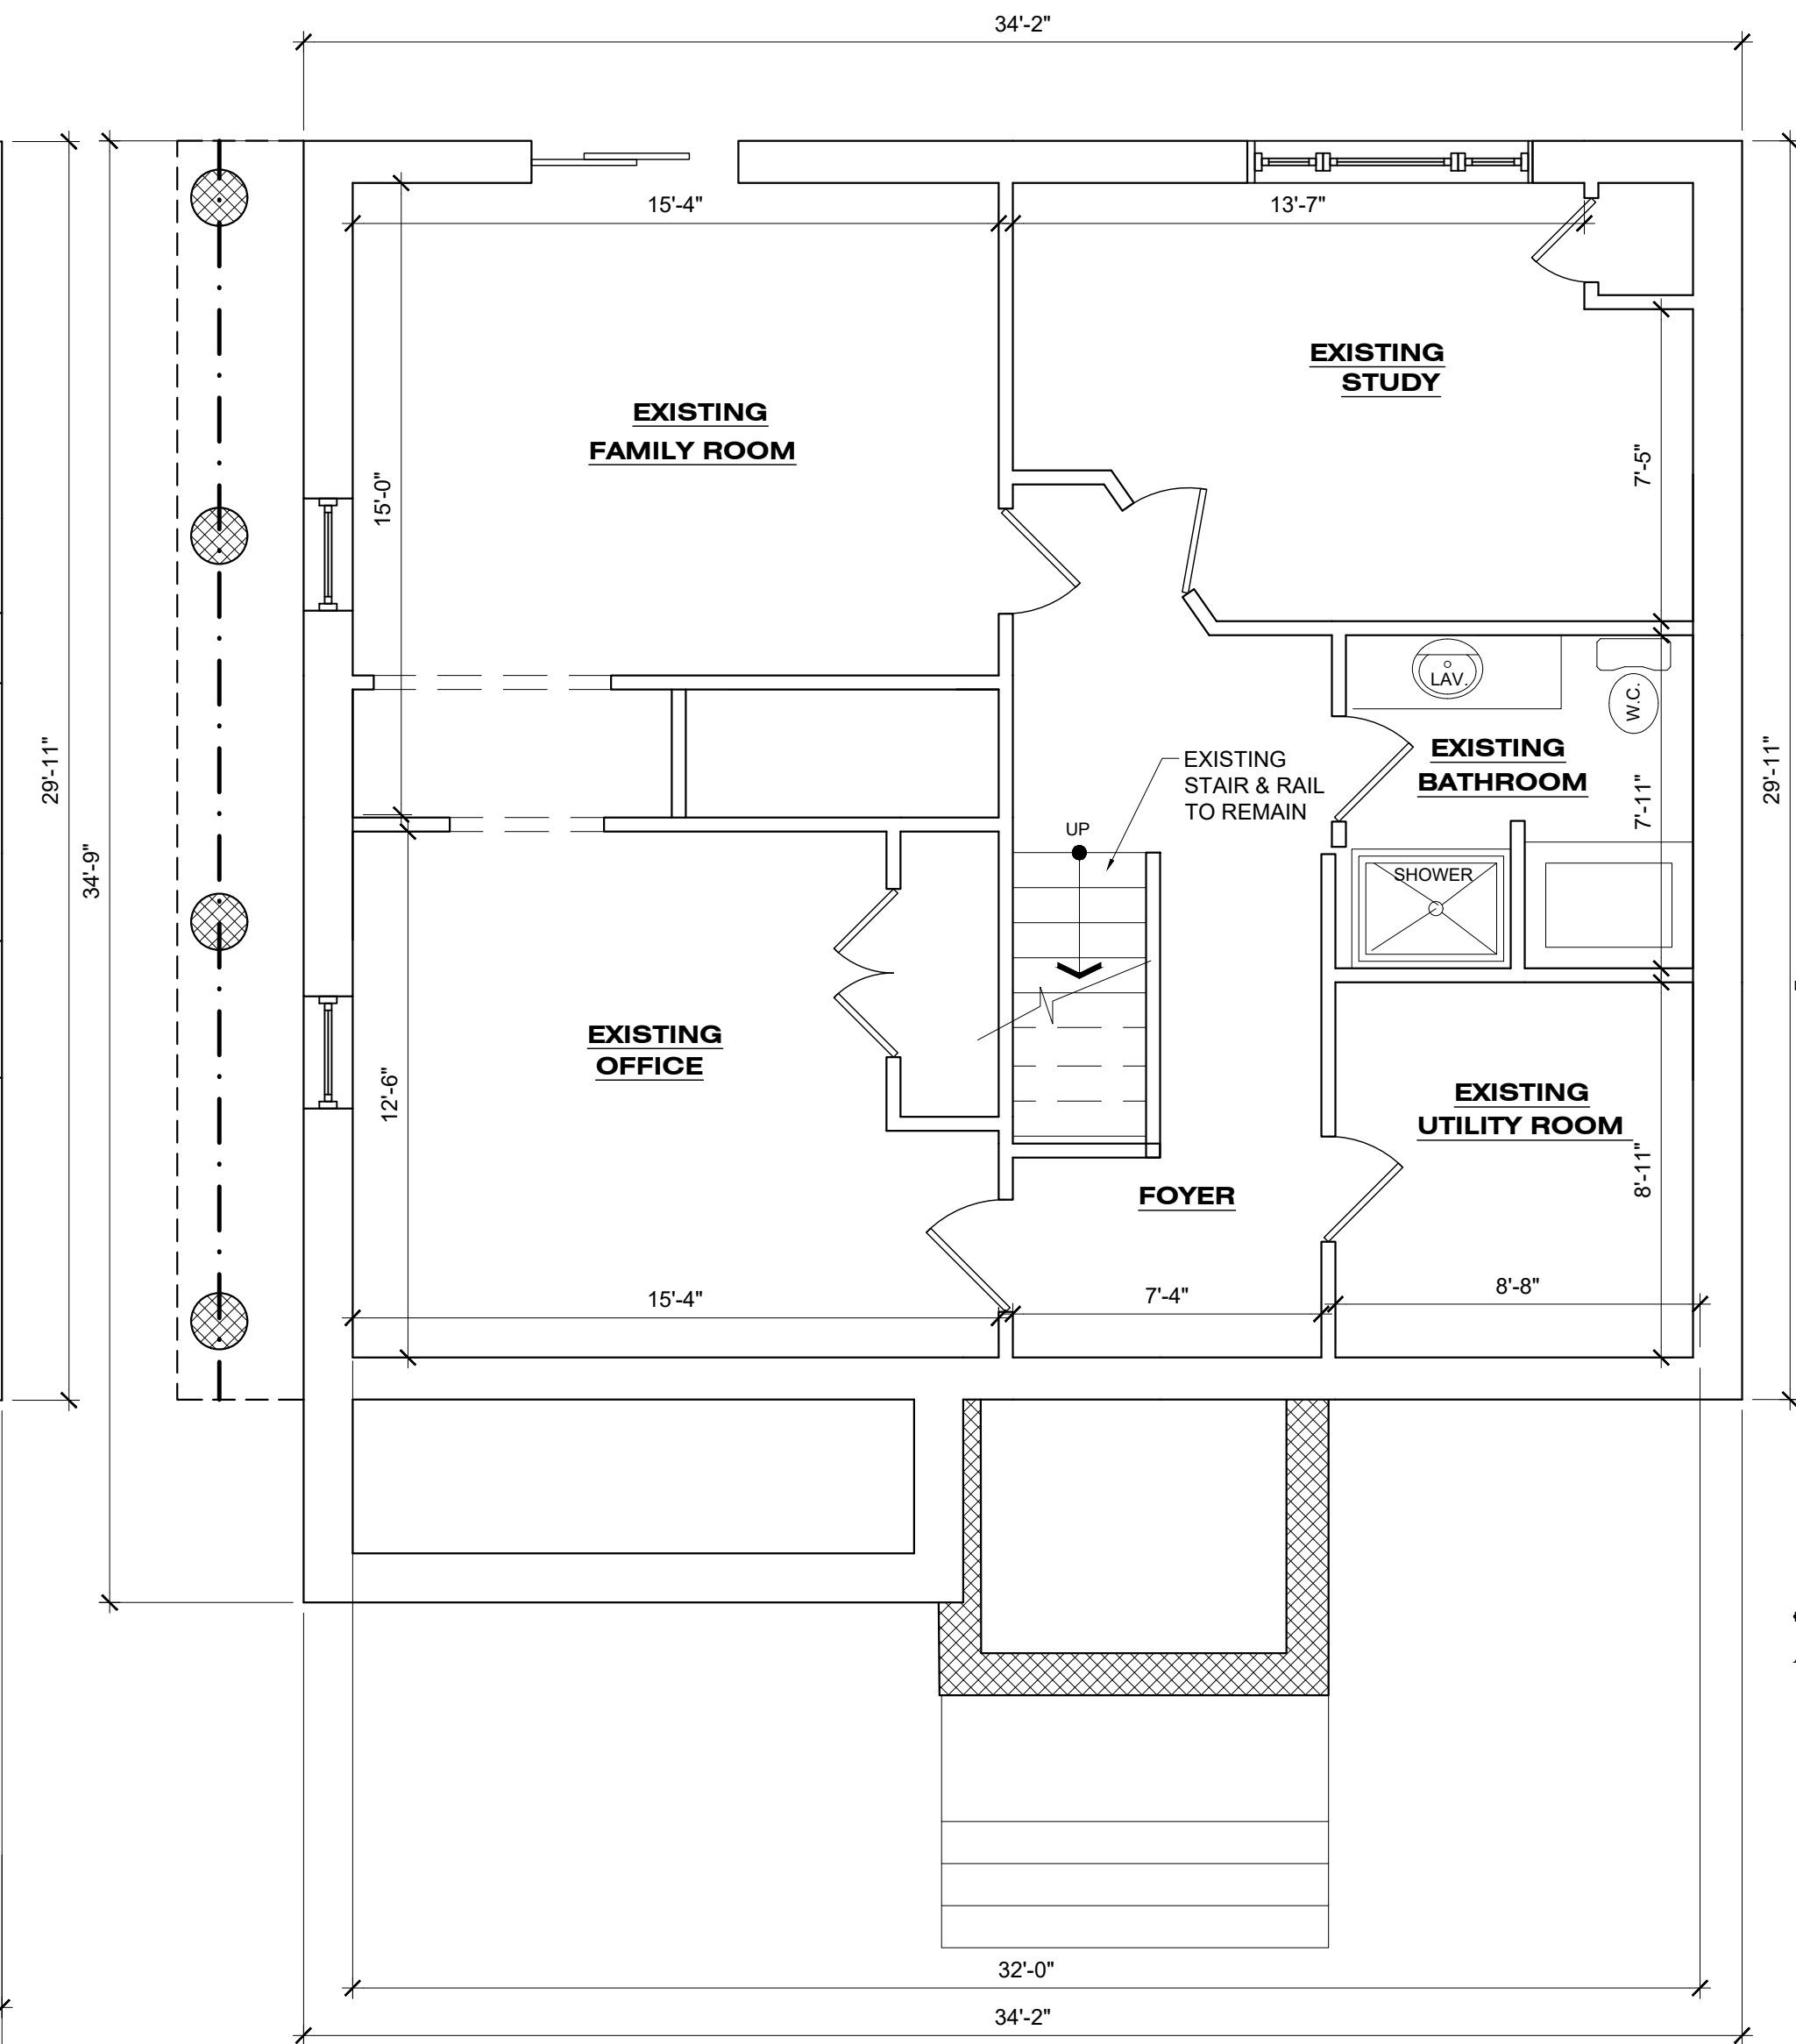 34'-2"
15'-4"
13'-7"
EXISTING
STUDY
EXISTING
FAMILY ROOM
15'-0"
7'-5"
LAV.
W.C.
EXISTING
BATHROOM
EXISTING
STAIR & RAIL
TO REMAIN
29'-11"
29'-11"
7'-11"
UP
34'-9"
SHOWER
EXISTING
OFFICE
12'-6"
EXISTING
UTILITY ROOM
8'-11"
FOYER
15'-4"
7'-4"
8'-8"
32'-0"
34'-2"